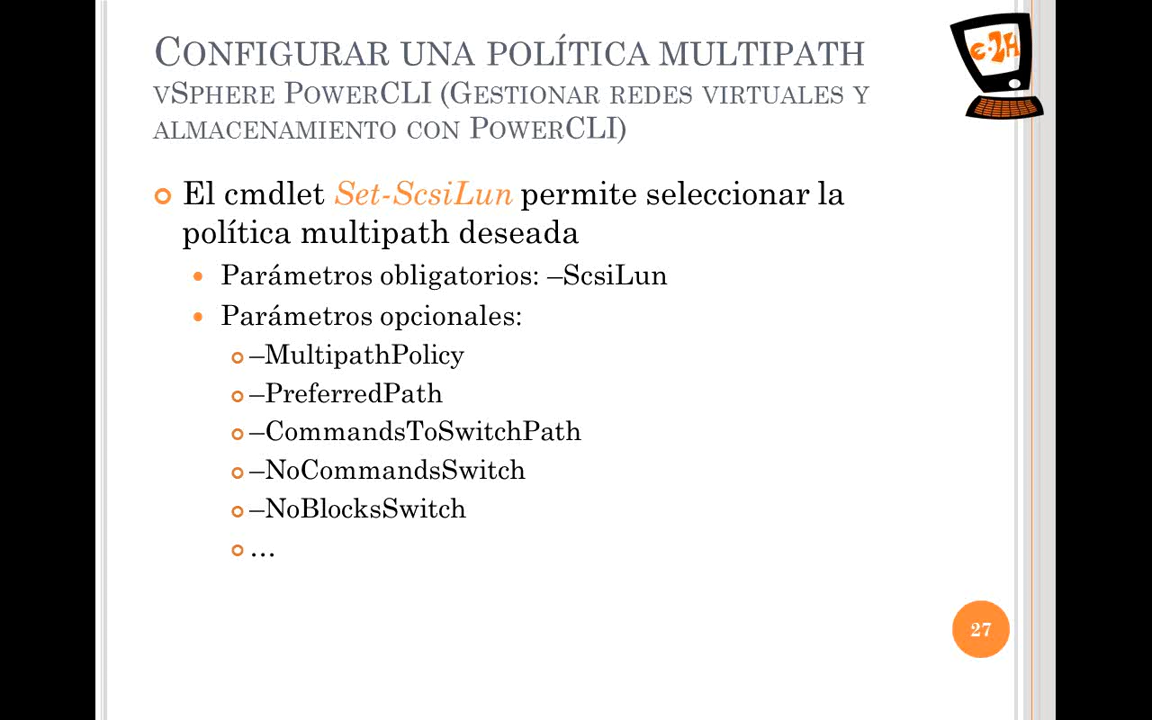 CONFIGURAR UNA POLÍTICA MULTIPATH
VSPHERE POWERCLI (GESTIONAR REDES VIRTUALES Y
ALMACENAMIENTO CON POWERCLI)
e-2H
El cmdlet Set-ScsiLun permite seleccionar la
política multipath deseada
Parámetros obligatorios: –ScsiLun
Parámetros opcionales:
–MultipathPolicy
–PreferredPath
–CommandsToSwitchPath
–NoCommandsSwitch
–NoBlocksSwitch
…
27